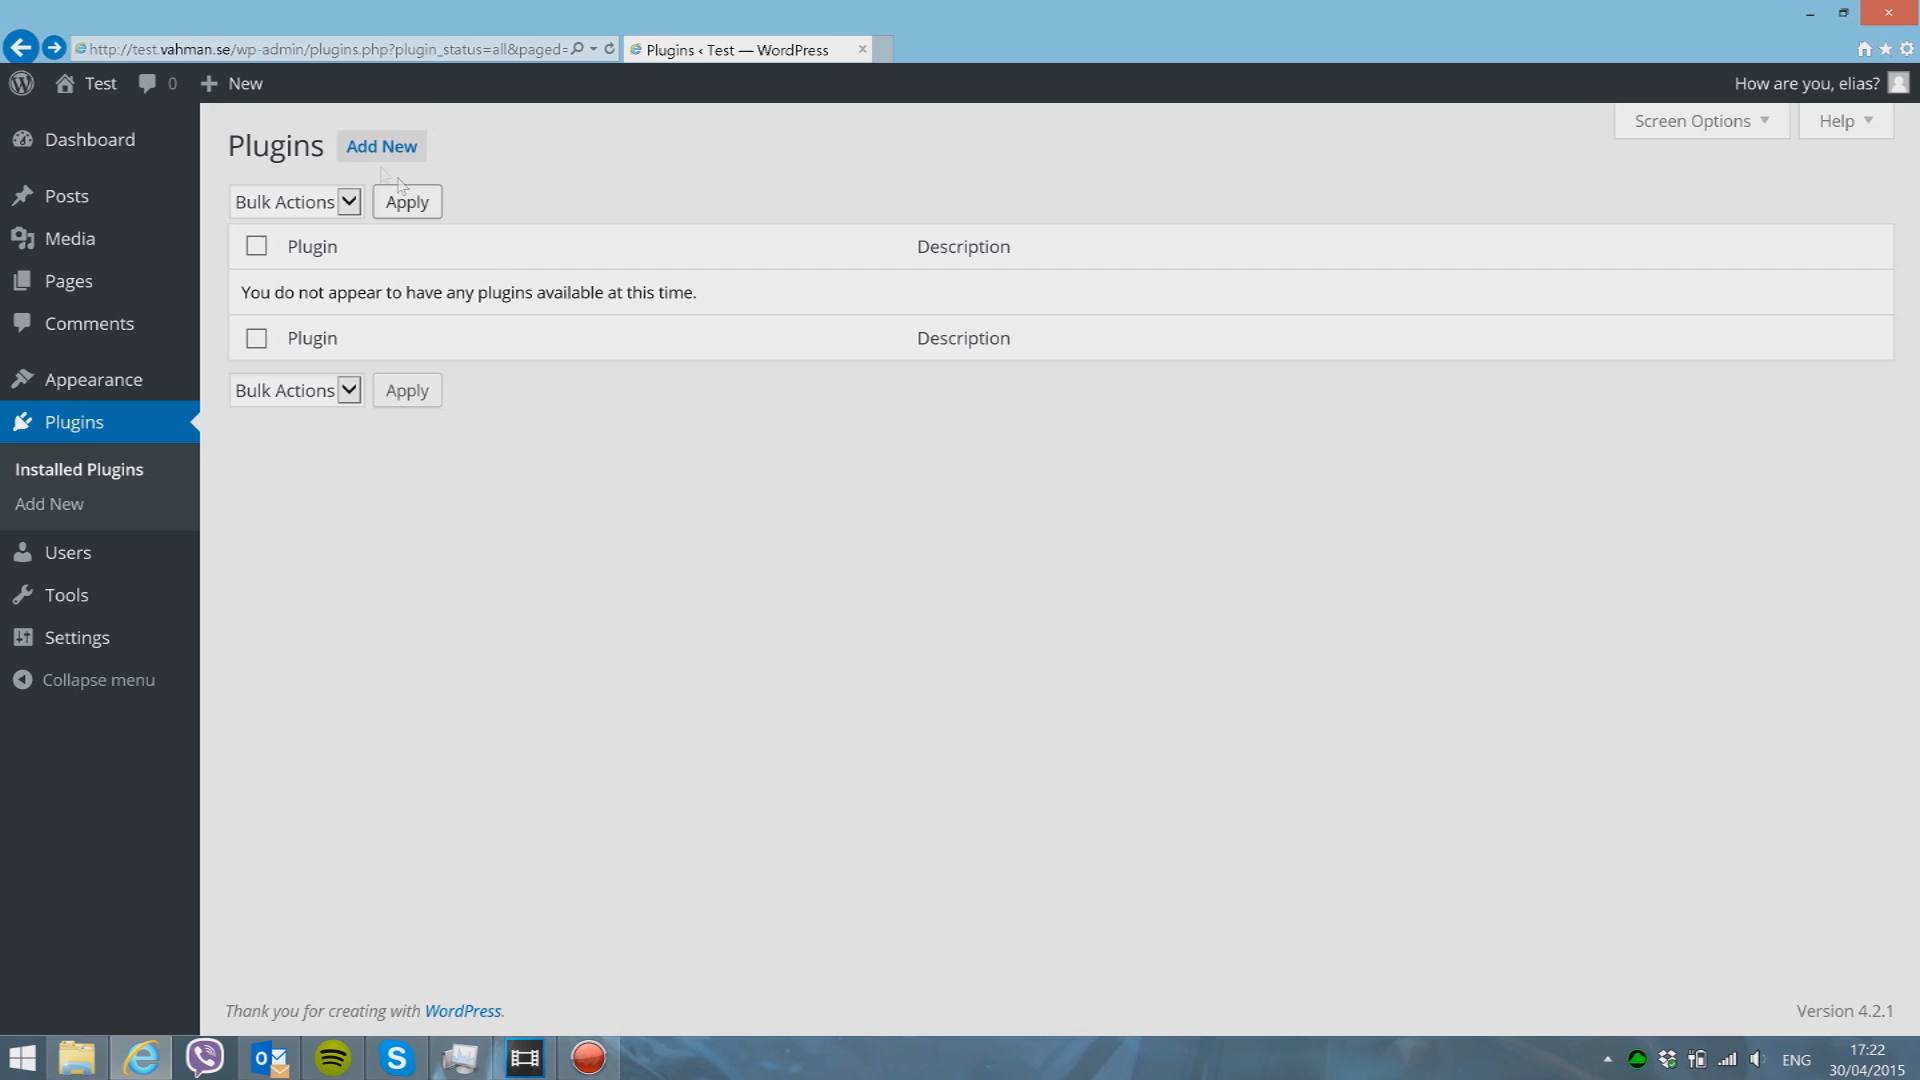 http://test.vahman.se/wp-admin/plugins.php?plugin_status=all&paged=
Plugins ‹ Test — WordPress
Test
0
New
How are you, elias?
Dashboard
Posts
Media
Pages
Comments
Appearance
Plugins
Installed Plugins
Add New
Users
Tools
Settings
Collapse menu
Plugins
Add New
Screen Options
Help
Bulk Actions
Apply
Plugin
Description
You do not appear to have any plugins available at this time.
Plugin
Description
Bulk Actions
Apply
Thank you for creating with WordPress.
Version 4.2.1
ENG
17:22
30/04/2015